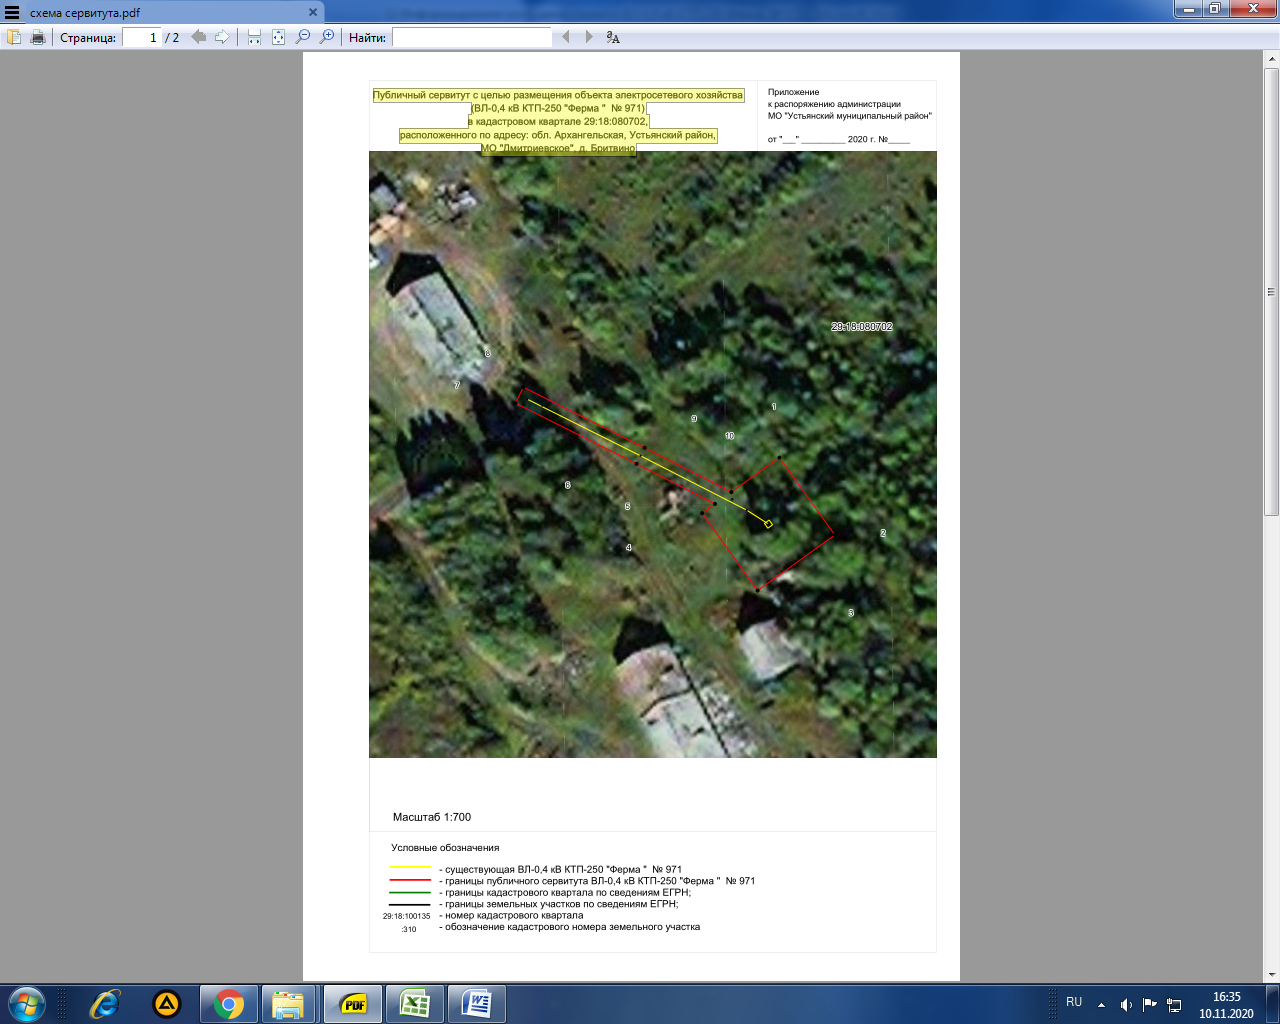 схема сервитута.pdf
Страница: 1 / 2 Найти:
Публичный сервитут с целью размещения объекта электросетевого хозяйства
(ВЛ-0,4 кВ КТП-250 "Ферма " № 971)
в кадастровом квартале 29:18:080702,
расположенного по адресу: обл. Архангельская, Устьянский район,
МО "Дмитриевское", д. Бритвино
Приложение
к распоряжению администрации
МО "Устьянский муниципальный район"
от "___" _________ 2020 г. №_____
29:18:080702
8
7
1
9
10
6
5
2
4
3
Масштаб 1:700
Условные обозначения
- существующая ВЛ-0,4 кВ КТП-250 "Ферма " № 971
- границы публичного сервитута ВЛ-0,4 кВ КТП-250 "Ферма " № 971
- границы кадастрового квартала по сведениям ЕГРН;
- границы земельных участков по сведениям ЕГРН;
29:18:100135 - номер кадастрового квартала
:310 - обозначение кадастрового номера земельного участка
PDF
RU
16:35
10.11.2020